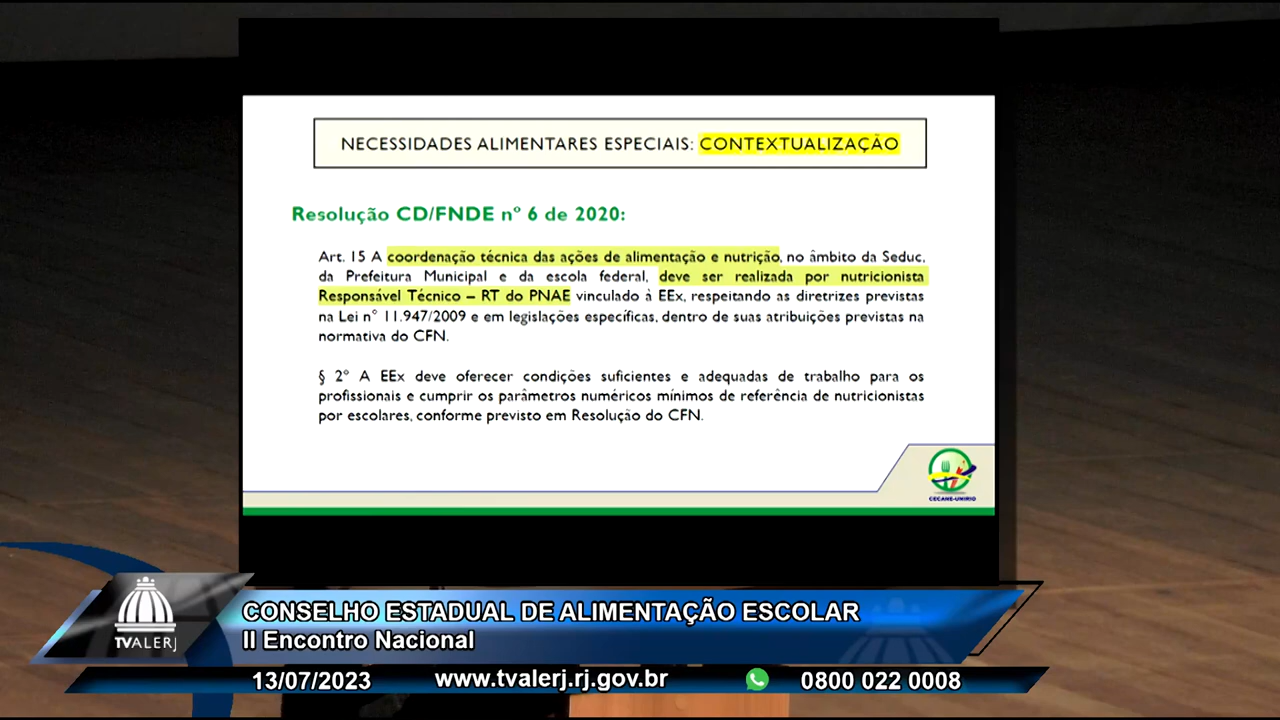 NECESSIDADES ALIMENTARES ESPECIAIS: CONTEXTUALIZAÇÃO
Resolução CD/FNDE nº 6 de 2020:
Art. 15 A coordenação técnica das ações de alimentação e nutrição, no âmbito da Seduc,
da Prefeitura Municipal e da escola federal, deve ser realizada por nutricionista
Responsável Técnico – RT do PNAE vinculado à EEx, respeitando as diretrizes previstas
na Lei n° 11.947/2009 e em legislações específicas, dentro de suas atribuições previstas na
normativa do CFN.
§ 2º A EEx deve oferecer condições suficientes e adequadas de trabalho para os
profissionais e cumprir os parâmetros numéricos mínimos de referência de nutricionistas
por escolares, conforme previsto em Resolução do CFN.
CECANE-UNIRIO
CONSELHO ESTADUAL DE ALIMENTAÇÃO ESCOLAR
II Encontro Nacional
TVALERJ
13/07/2023 www.tvalerj.rj.gov.br 0800 022 0008